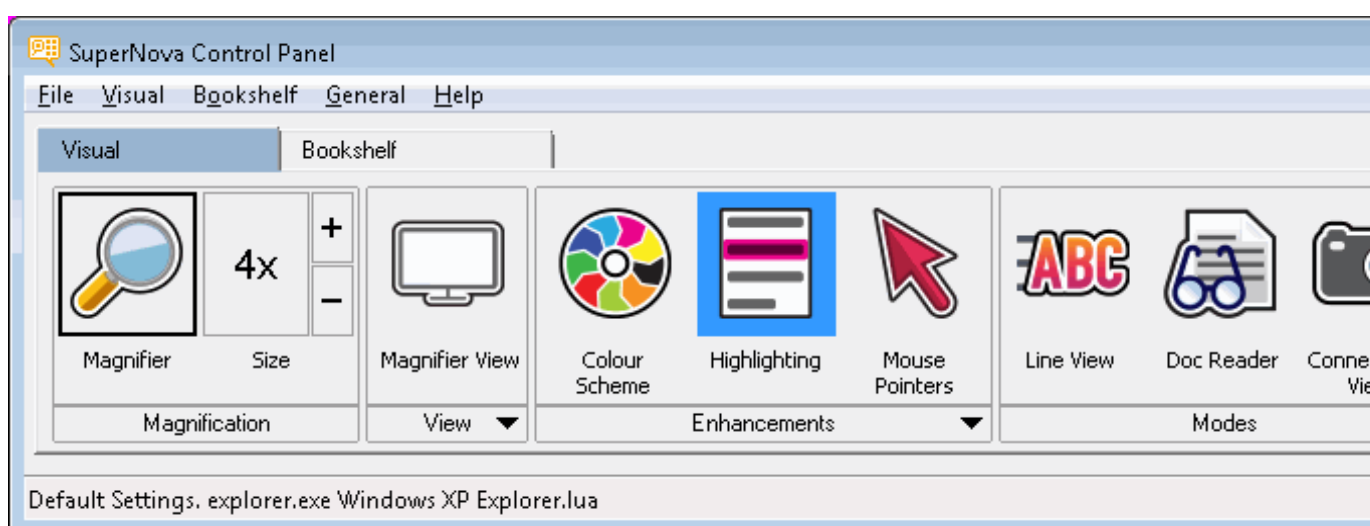 SuperNova Control Panel
File Visual Bookshelf General Help
Visual Bookshelf
4x + −
ABC
Magnifier Size Magnifier View Colour Scheme Highlighting Mouse Pointers Line View Doc Reader
Magnification View Enhancements Modes
Default Settings. explorer.exe Windows XP Explorer.lua